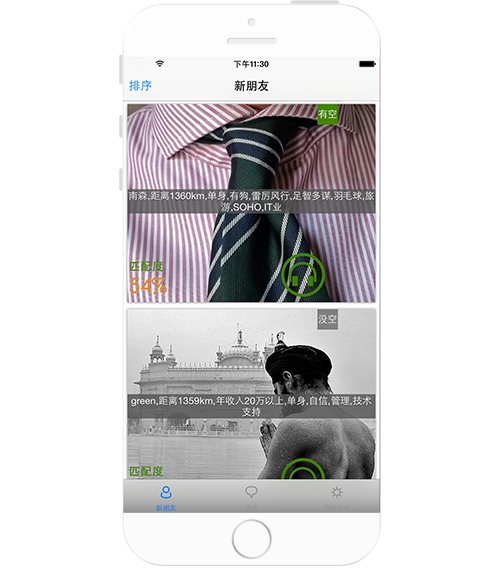 下午11:30
排序
新朋友
有空
南森,距离1360km,单身,有狗,雷厉风行,足智多谋,羽毛球,旅
游,SOHO,IT业
匹配度
54%
没空
green,距离1359km,年收入20万以上,单身,自信,管理,技术
支持
匹配度
新朋友